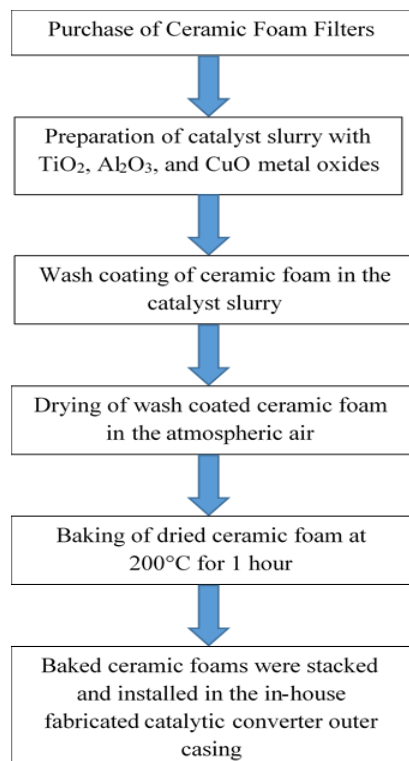 Purchase of Ceramic Foam Filters
Preparation of catalyst slurry with
TiO₂, Al₂O₃, and CuO metal oxides
Wash coating of ceramic foam in the
catalyst slurry
Drying of wash coated ceramic foam
in the atmospheric air
Baking of dried ceramic foam at
200°C for 1 hour
Baked ceramic foams were stacked
and installed in the in-house
fabricated catalytic converter outer
casing